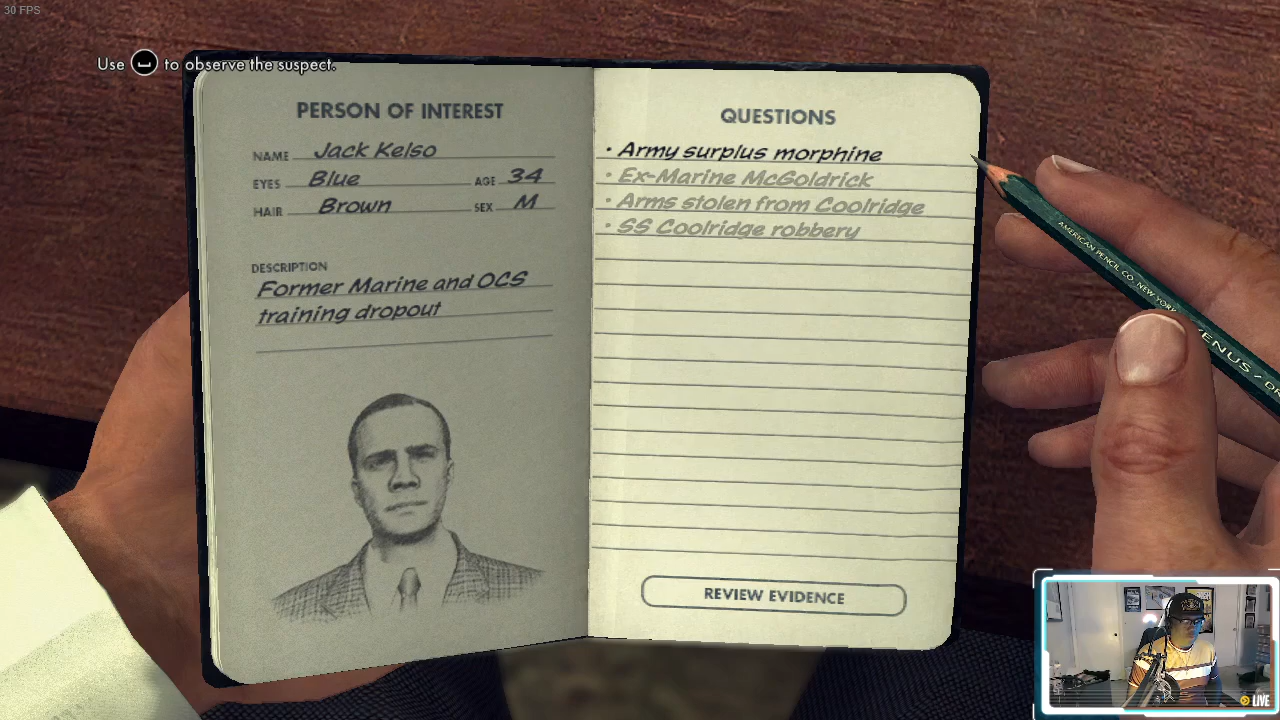 30 FPS
Use to observe the suspect.
PERSON OF INTEREST
NAME Jack Kelso
EYES Blue AGE 34
HAIR Brown SEX M
DESCRIPTION
Former Marine and OCS
training dropout
QUESTIONS
• Army surplus morphine
• Ex-Marine McGoldrick
• Arms stolen from Coolridge
• SS Coolridge robbery
REVIEW EVIDENCE
AMERICAN PENCIL CO. NEW YORK
VENUS / DR
LIVE